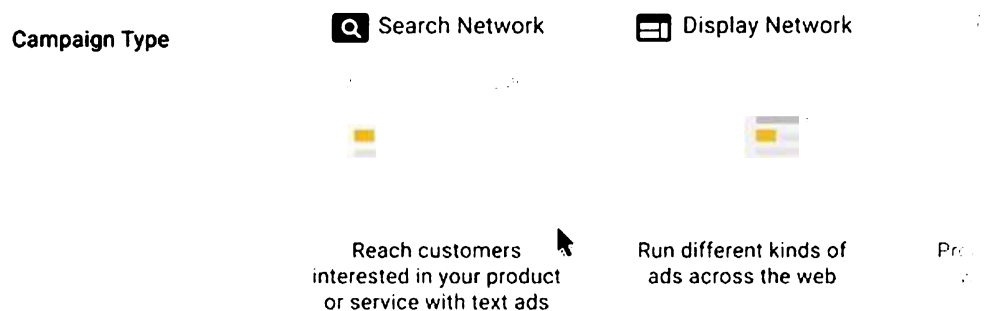 Campaign Type
Search Network
Display Network
Reach customers
interested in your product
or service with text ads
Run different kinds of
ads across the web